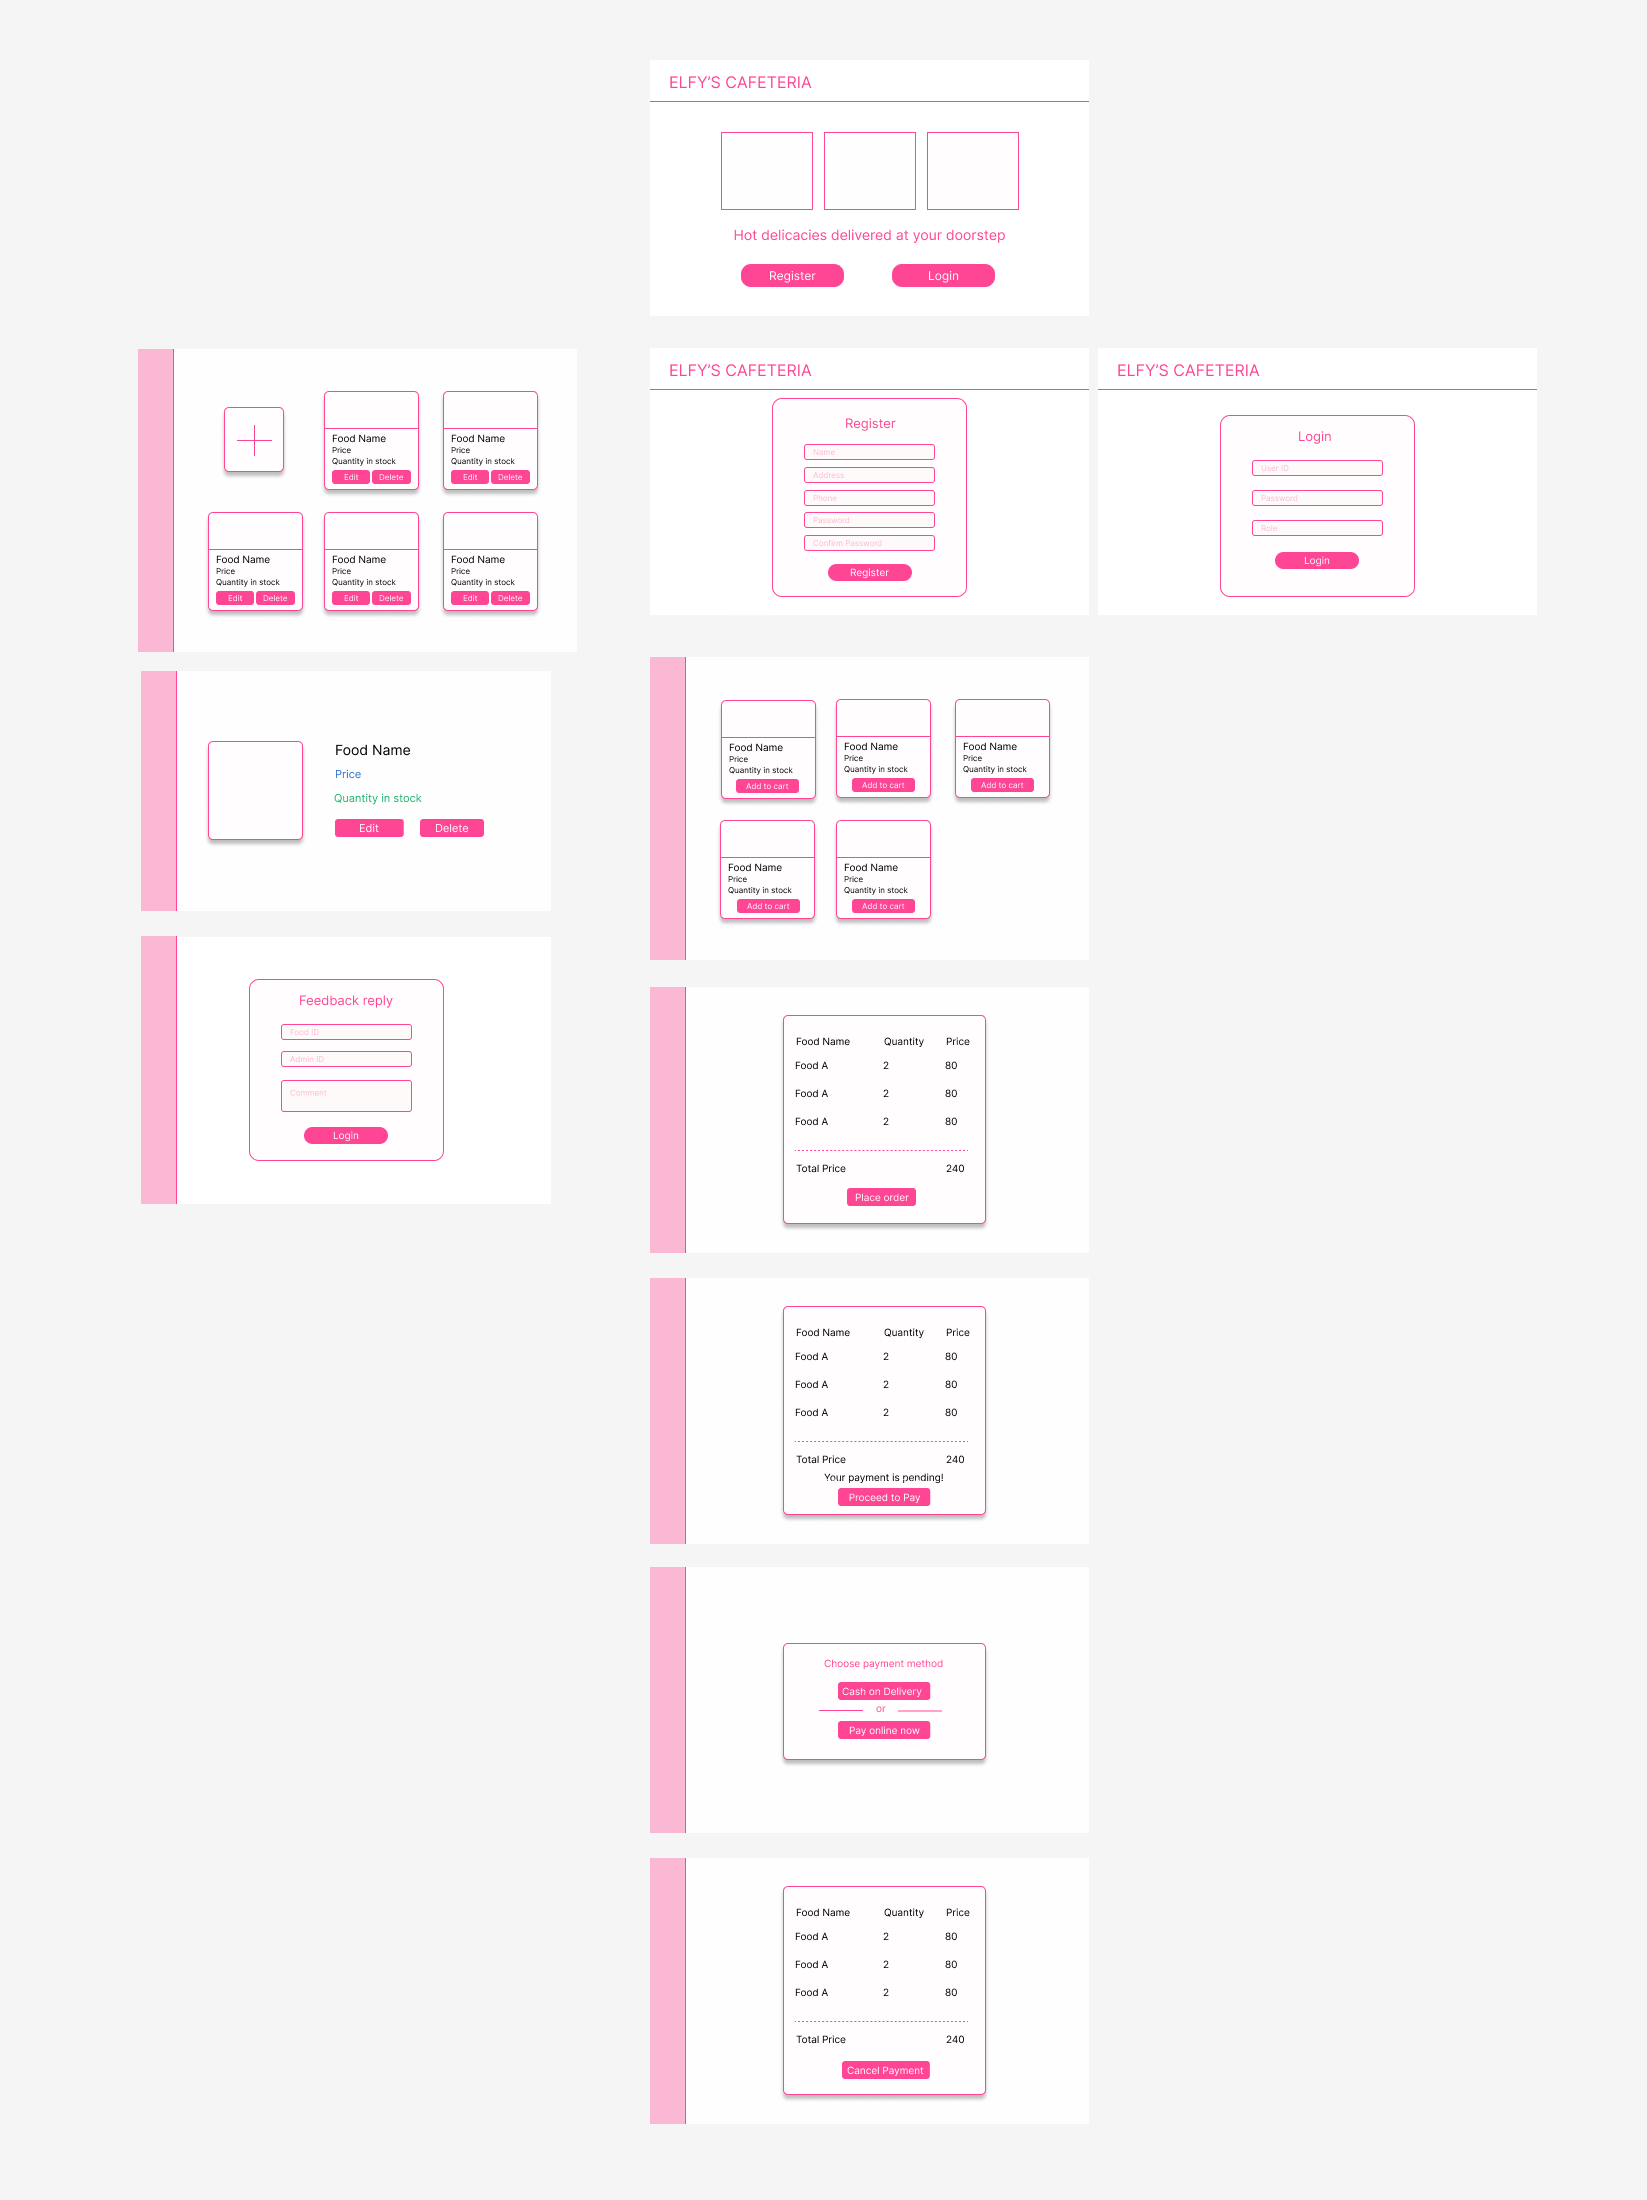 ELFY'S CAFETERIA
Hot delicacies delivered at your doorstep
Register Login
Food Name Food Name
Price Price
Quantity in stock Quantity in stock
Edit Delete Edit Delete
Food Name Food Name Food Name
Price Price Price
Quantity in stock Quantity in stock Quantity in stock
Edit Delete Edit Delete Edit Delete
ELFY'S CAFETERIA
Register
Name
Address
Phone
Password
Confirm Password
Register
ELFY'S CAFETERIA
Login
User ID
Password
Role
Login
Food Name
Price
Quantity in stock
Edit Delete
Food Name Food Name Food Name
Price Price Price
Quantity in stock Quantity in stock Quantity in stock
Add to cart Add to cart Add to cart
Food Name Food Name
Price Price
Quantity in stock Quantity in stock
Add to cart Add to cart
Feedback reply
Food ID
Admin ID
Comment
Login
Food Name Quantity Price
Food A 2 80
Food A 2 80
Food A 2 80
Total Price 240
Place order
Food Name Quantity Price
Food A 2 80
Food A 2 80
Food A 2 80
Total Price 240
Your payment is pending!
Proceed to Pay
Choose payment method
Cash on Delivery
or
Pay online now
Food Name Quantity Price
Food A 2 80
Food A 2 80
Food A 2 80
Total Price 240
Cancel Payment